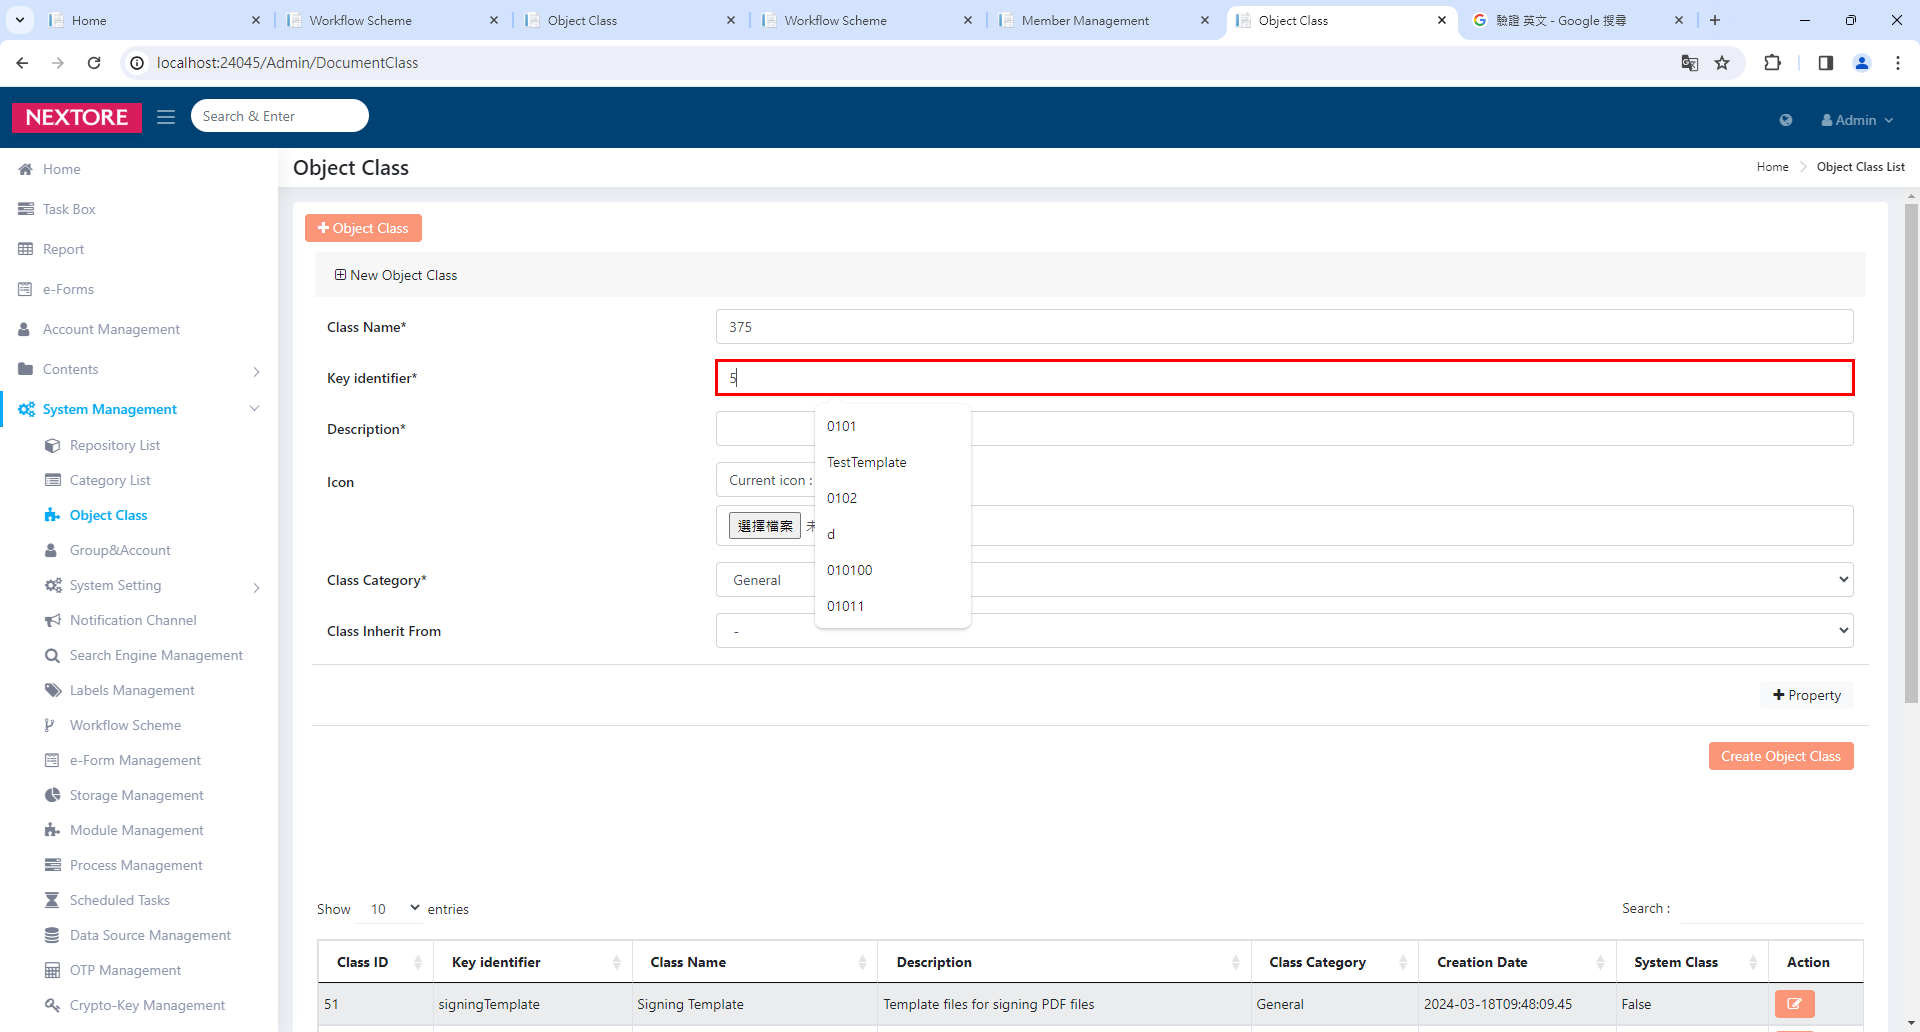 Home
Workflow Scheme
Object Class
Workflow Scheme
Member Management
Object Class
驗證 英文 - Google 搜尋
localhost:24045/Admin/DocumentClass
NEXTORE
Search & Enter
Admin
Home
Task Box
Report
e-Forms
Account Management
Contents
System Management
Repository List
Category List
Object Class
Group&Account
System Setting
Notification Channel
Search Engine Management
Labels Management
Workflow Scheme
e-Form Management
Storage Management
Module Management
Process Management
Scheduled Tasks
Data Source Management
OTP Management
Crypto-Key Management
Object Class
Home Object Class List
Object Class
New Object Class
Class Name* 375
Key identifier* 5
0101
TestTemplate
0102
d
010100
01011
Description*
Icon Current icon :
選擇檔案 未
Class Category* General
Class Inherit From -
Property
Create Object Class
Show 10 entries Search :
Class ID Key identifier Class Name Description Class Category Creation Date System Class Action
51 signingTemplate Signing Template Template files for signing PDF files General 2024-03-18T09:48:09.45 False